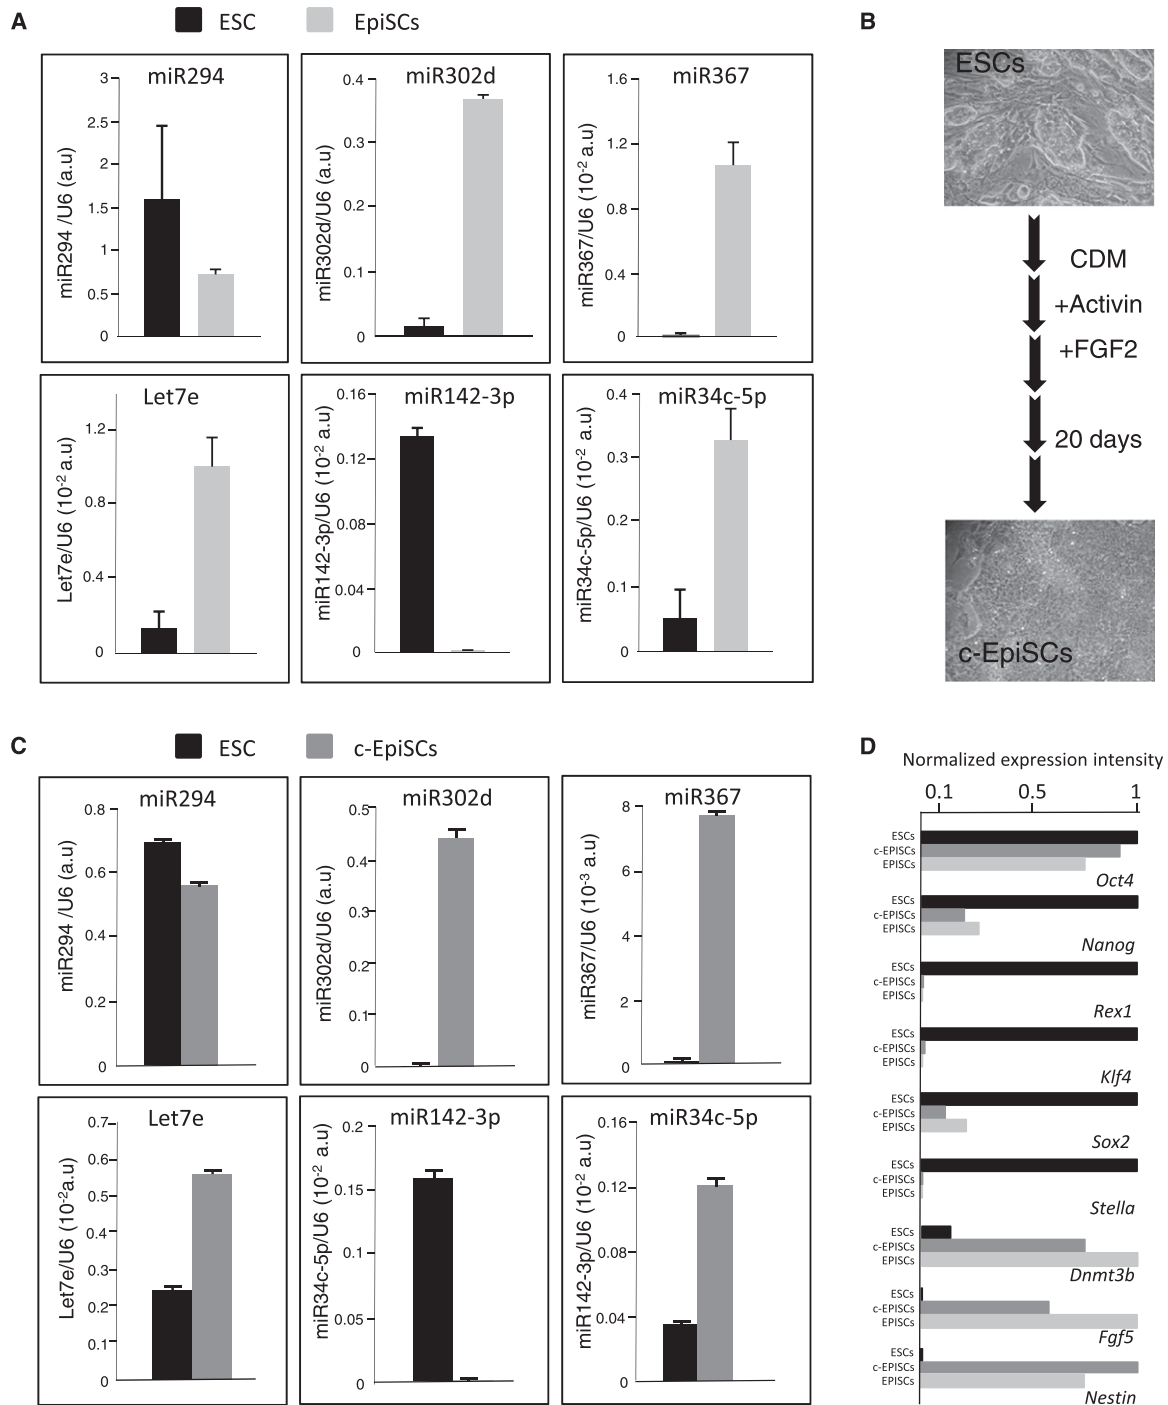 A
ESC EpiSCs
miR294
miR294 /U6 (a.u)
3
2.5
2
1.5
1
0.5
0
miR302d
miR302d/U6 (a.u)
0.4
0.3
0.2
0.1
0
miR367
miR367/U6 (10-2 a.u)
1.6
1.2
0.8
0.4
0
Let7e
Let7e/U6 (10-2 a.u)
1.2
0.8
0.4
0
miR142-3p
miR142-3p/U6 (10-2 a.u)
0.16
0.12
0.08
0.04
0
miR34c-5p
miR34c-5p/U6 (10-2 a.u)
0.4
0.3
0.2
0.1
0
B
ESCs
CDM
+Activin
+FGF2
20 days
c-EpiSCs
C
ESC c-EpiSCs
miR294
miR294 /U6 (a.u)
0.8
0.6
0.4
0.2
0
miR302d
miR302d/U6 (a.u)
0.5
0.4
0.3
0.2
0.1
0
miR367
miR367/U6 (10-3 a.u)
8
6
4
2
0
Let7e
Let7e/U6 (10-2a.u)
0.7
0.6
0.5
0.4
0.3
0.2
0.1
0
miR142-3p
miR34c-5p/U6 (10-2 a.u)
0.2
0.15
0.1
0.05
0
miR34c-5p
miR142-3p/U6 (10-2 a.u)
0.16
0.12
0.08
0.04
0
D
Normalized expression intensity
0.1 0.5 1
ESCs
c-EPISCs
EPISCs
Oct4
ESCs
c-EPISCs
EPISCs
Nanog
ESCs
c-EPISCs
EPISCs
Rex1
ESCs
c-EPISCs
EPISCs
Klf4
ESCs
c-EPISCs
EPISCs
Sox2
ESCs
c-EPISCs
EPISCs
Stella
ESCs
c-EPISCs
EPISCs
Dnmt3b
ESCs
c-EPISCs
EPISCs
Fgf5
ESCs
c-EPISCs
EPISCs
Nestin